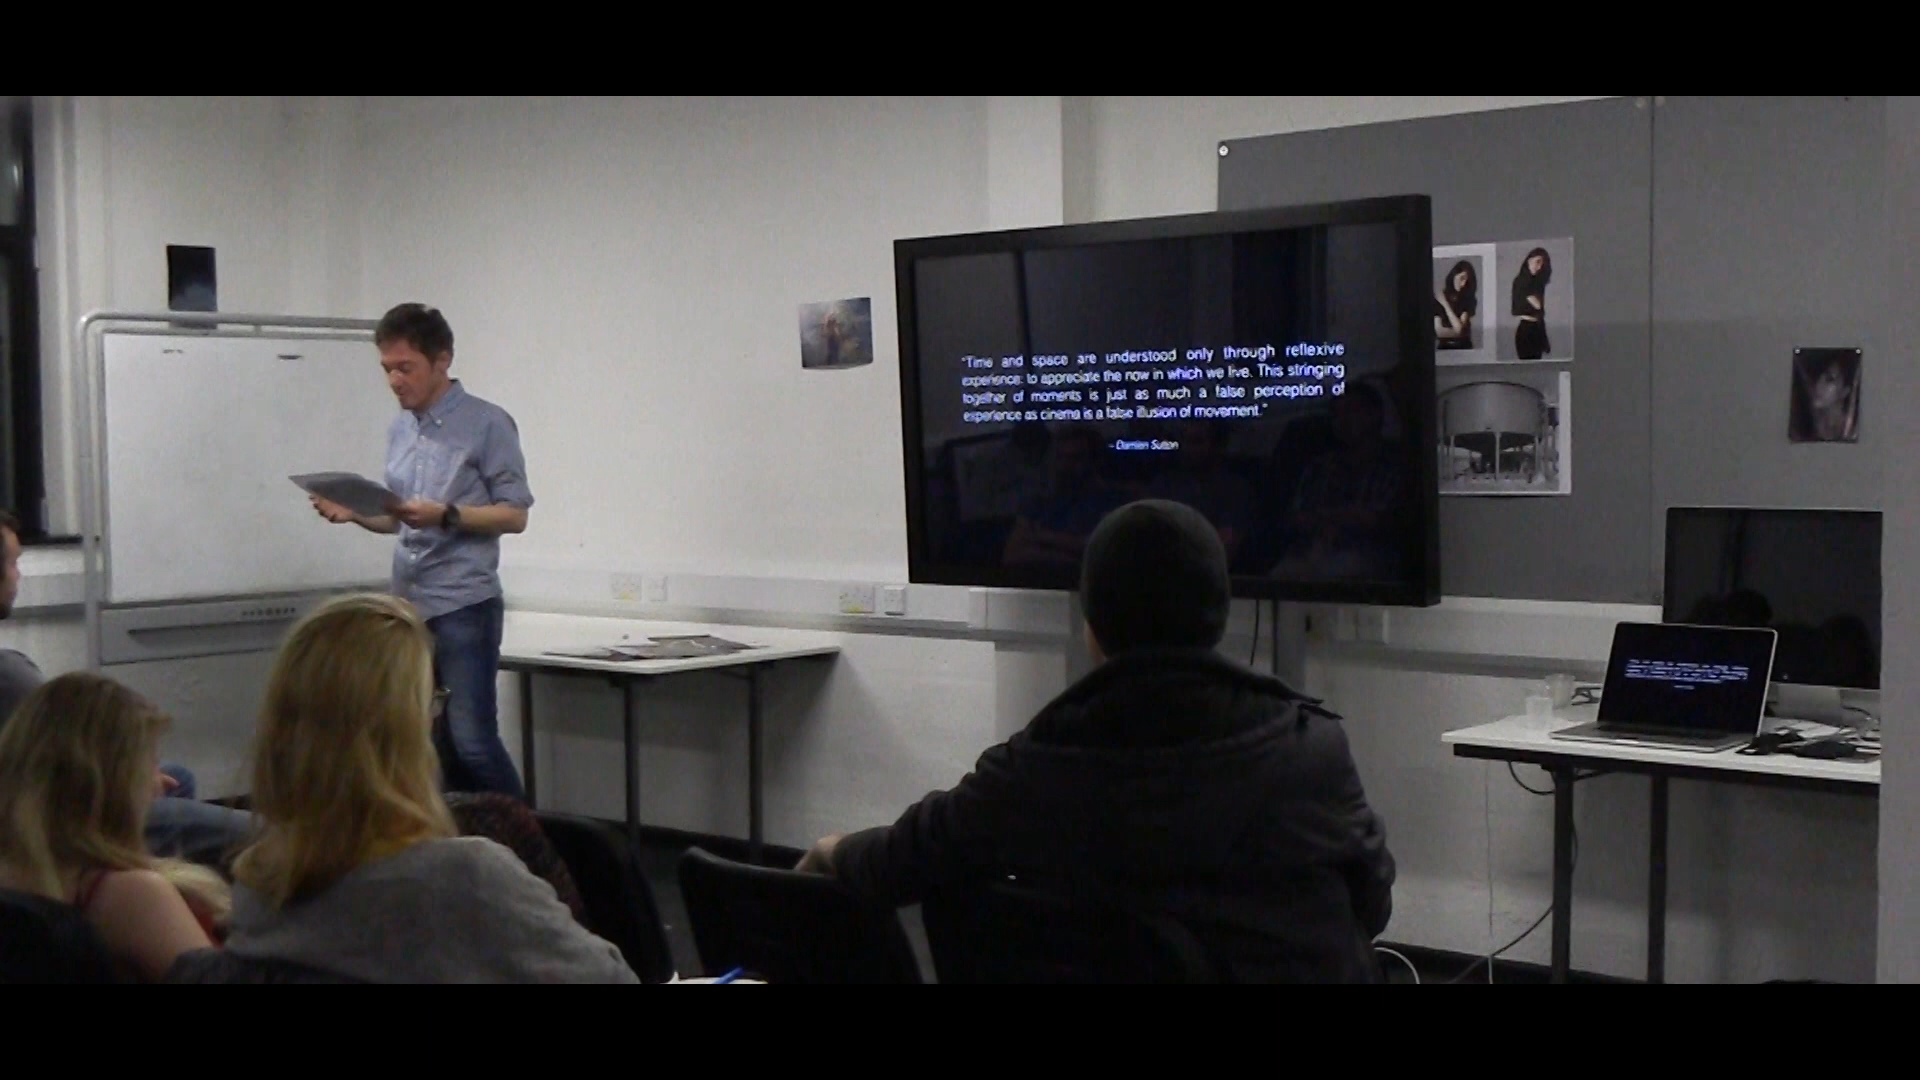 "Time and space are understood only through reflexive
experience: to appreciate the now in which we live. This stringing
together of moments is just as much a false perception of
experience as cinema is a false illusion of movement."
– Damien Sutton